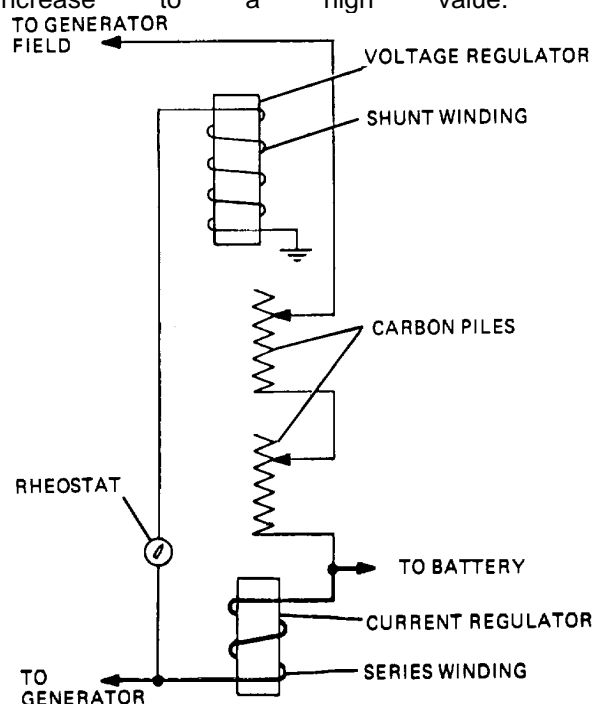 increase to a high value.
TO GENERATOR
FIELD
VOLTAGE REGULATOR
SHUNT WINDING
CARBON PILES
RHEOSTAT
TO BATTERY
CURRENT REGULATOR
SERIES WINDING
TO
GENERATOR